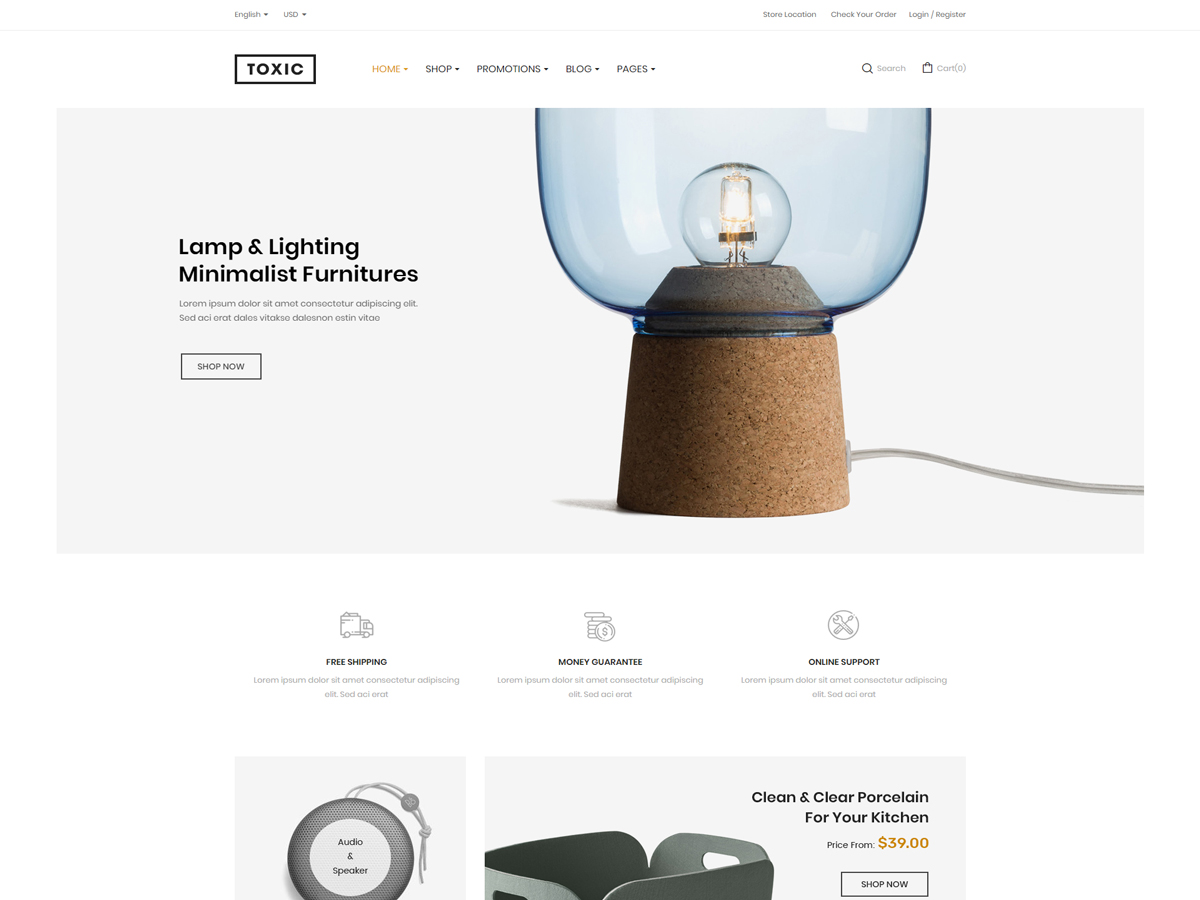 English
USD
Store Location
Check Your Order
Login / Register
TOXIC
HOME
SHOP
PROMOTIONS
BLOG
PAGES
Search
Cart(0)
Lamp & Lighting
Minimalist Furnitures
Lorem ipsum dolor sit amet consectetur adipiscing elit.
Sed aci erat dales vitakse dalesnon estin vitae
SHOP NOW
FREE SHIPPING
Lorem ipsum dolor sit amet consectetur adipiscing
elit. Sed aci erat
MONEY GUARANTEE
Lorem ipsum dolor sit amet consectetur adipiscing
elit. Sed aci erat
ONLINE SUPPORT
Lorem ipsum dolor sit amet consectetur adipiscing
elit. Sed aci erat
Audio
&
Speaker
Clean & Clear Porcelain
For Your Kitchen
Price From: $39.00
SHOP NOW